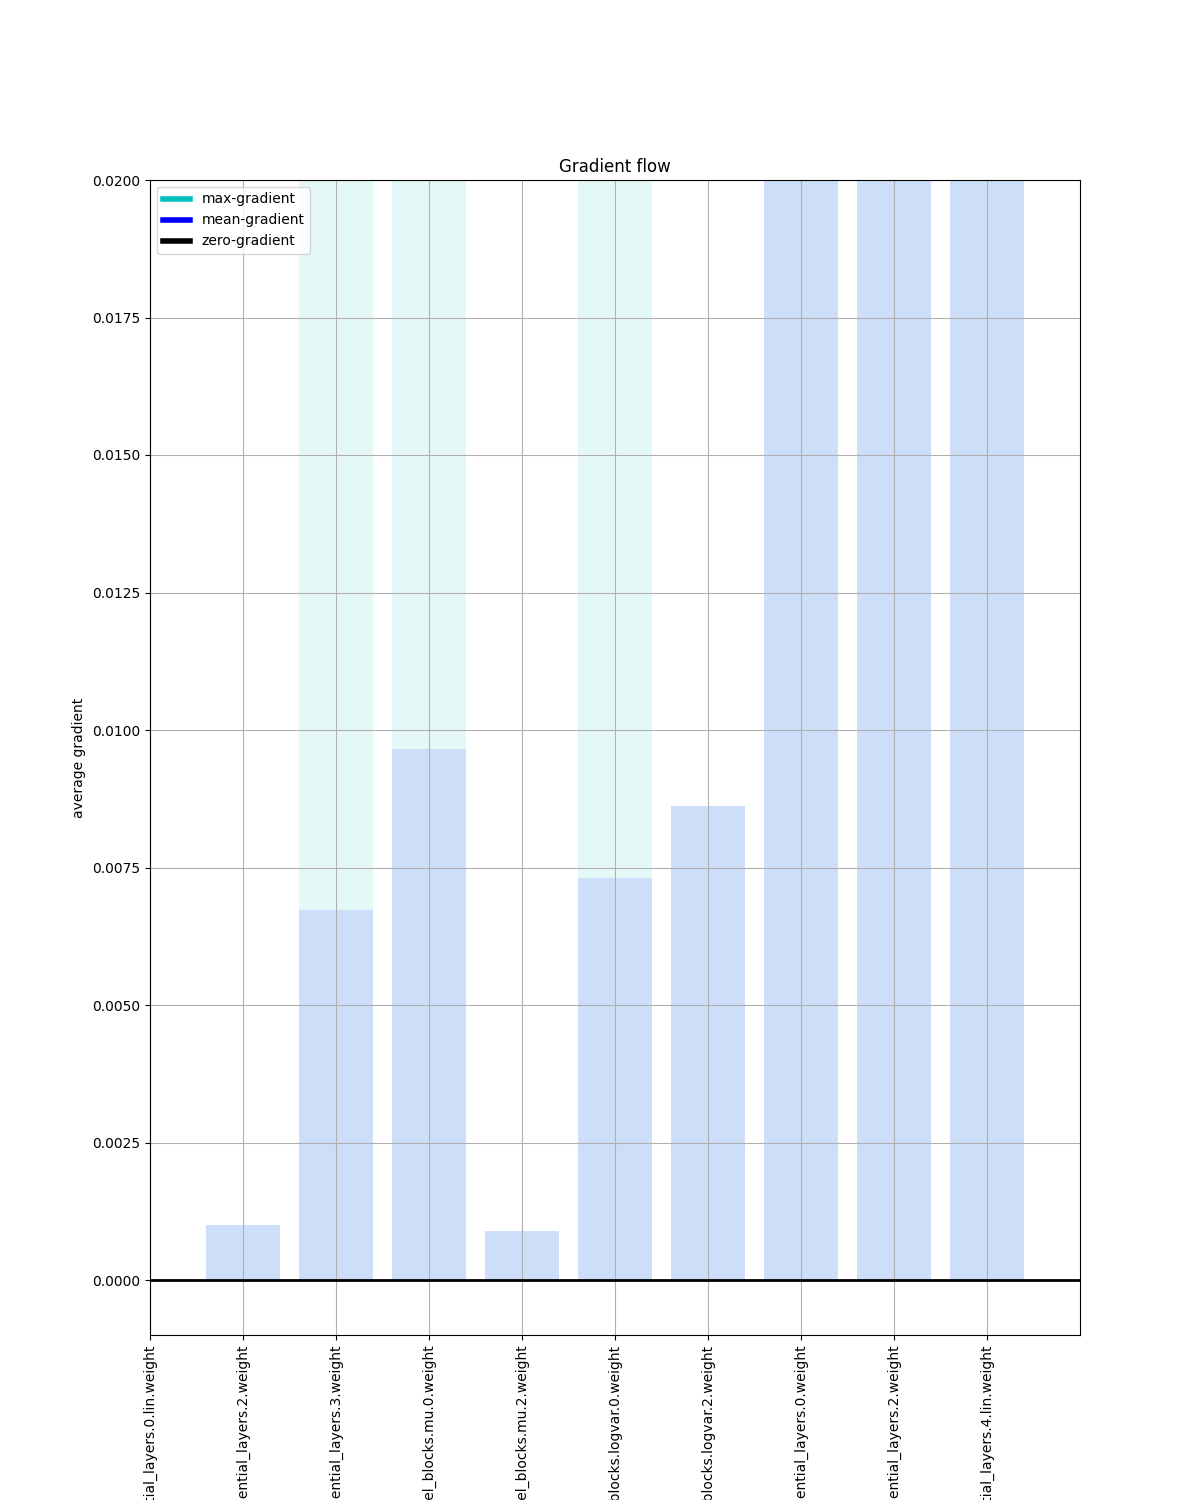 Gradient flow
max-gradient
mean-gradient
zero-gradient
0.0200
0.0175
0.0150
0.0125
0.0100
0.0075
0.0050
0.0025
0.0000
average gradient
tial_layers.0.lin.weight
ential_layers.2.weight
ential_layers.3.weight
el_blocks.mu.0.weight
el_blocks.mu.2.weight
blocks.logvar.0.weight
blocks.logvar.2.weight
ential_layers.0.weight
ential_layers.2.weight
tial_layers.4.lin.weight